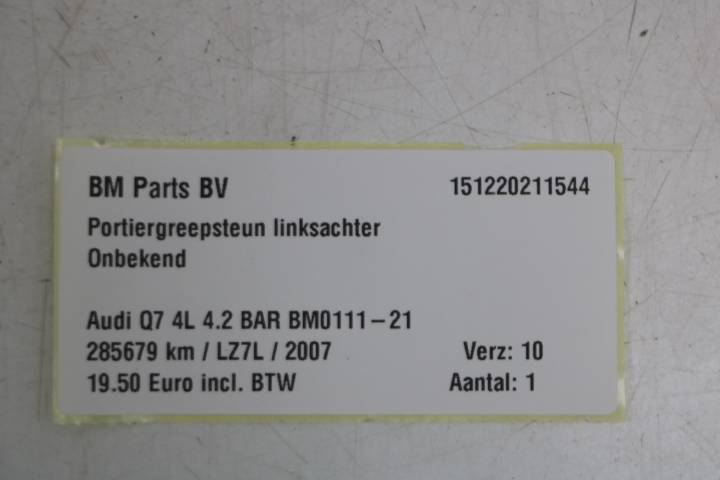 BM Parts BV 151220211544
Portiergreepsteun linksachter
Onbekend
Audi Q7 4L 4.2 BAR BM0111-21
285679 km / LZ7L / 2007 Verz: 10
19.50 Euro incl. BTW Aantal: 1